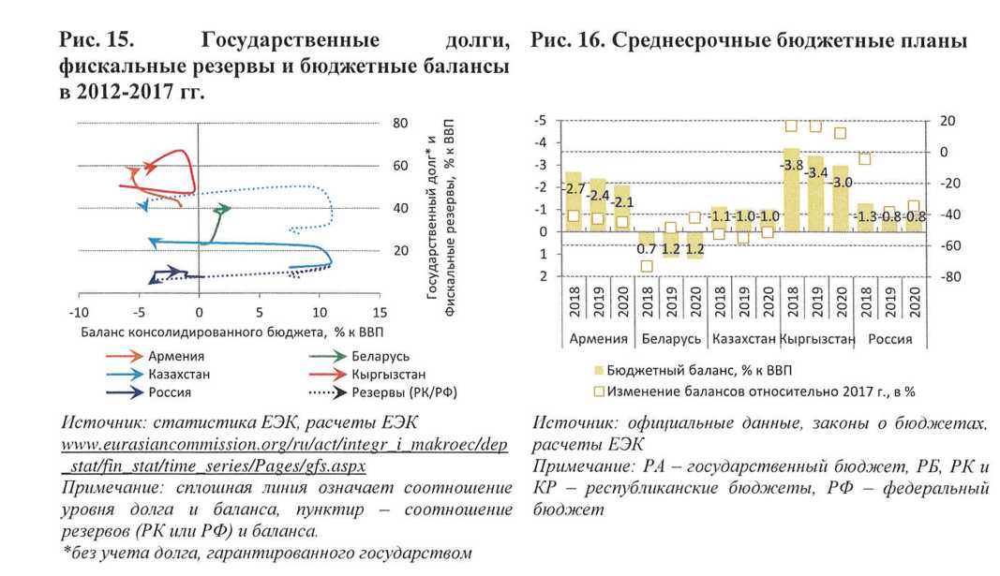 Рис. 15. Государственные долги,
фискальные резервы и бюджетные балансы
в 2012-2017 гг.
80
60
40
20
-10 -5 0 5 10 15
Государственный долг* и
Фискальные резервы, % к ВВП
Баланс консолидированного бюджета, % к ВВП
Армения Беларусь
Казахстан Кыргызстан
Россия Резервы (РК/РФ)
Источник: статистика ЕЭК, расчеты ЕЭК
www.eurasiancommission.org/ru/act/integr_i_makroec/dep
_stat/fin_stat/time_series/Pages/gfs.aspx
Примечание: сплошная линия означает соотношение
уровня долга и баланса, пунктир – соотношение
резервов (РК или РФ) и баланса.
*без учета долга, гарантированного государством
Рис. 16. Среднесрочные бюджетные планы
-5
-4
-3
-2
-1
0
1
2
20
0
-20
-40
-60
-80
-2.7 -2.4 -2.1 0.7 1.2 1.2 -1.1 -1.0 -1.0 -3.8 -3.4 -3.0 -1.3 -0.8 -0.8
2018 2019 2020 2018 2019 2020 2018 2019 2020 2018 2019 2020 2018 2019 2020
Армения Беларусь Казахстан Кыргызстан Россия
Бюджетный баланс, % к ВВП
Изменение балансов относительно 2017 г., в %
Источник: официальные данные, законы о бюджетах,
расчеты ЕЭК
Примечание: РА – государственный бюджет, РБ, РК и
КР – республиканские бюджеты, РФ – федеральный
бюджет